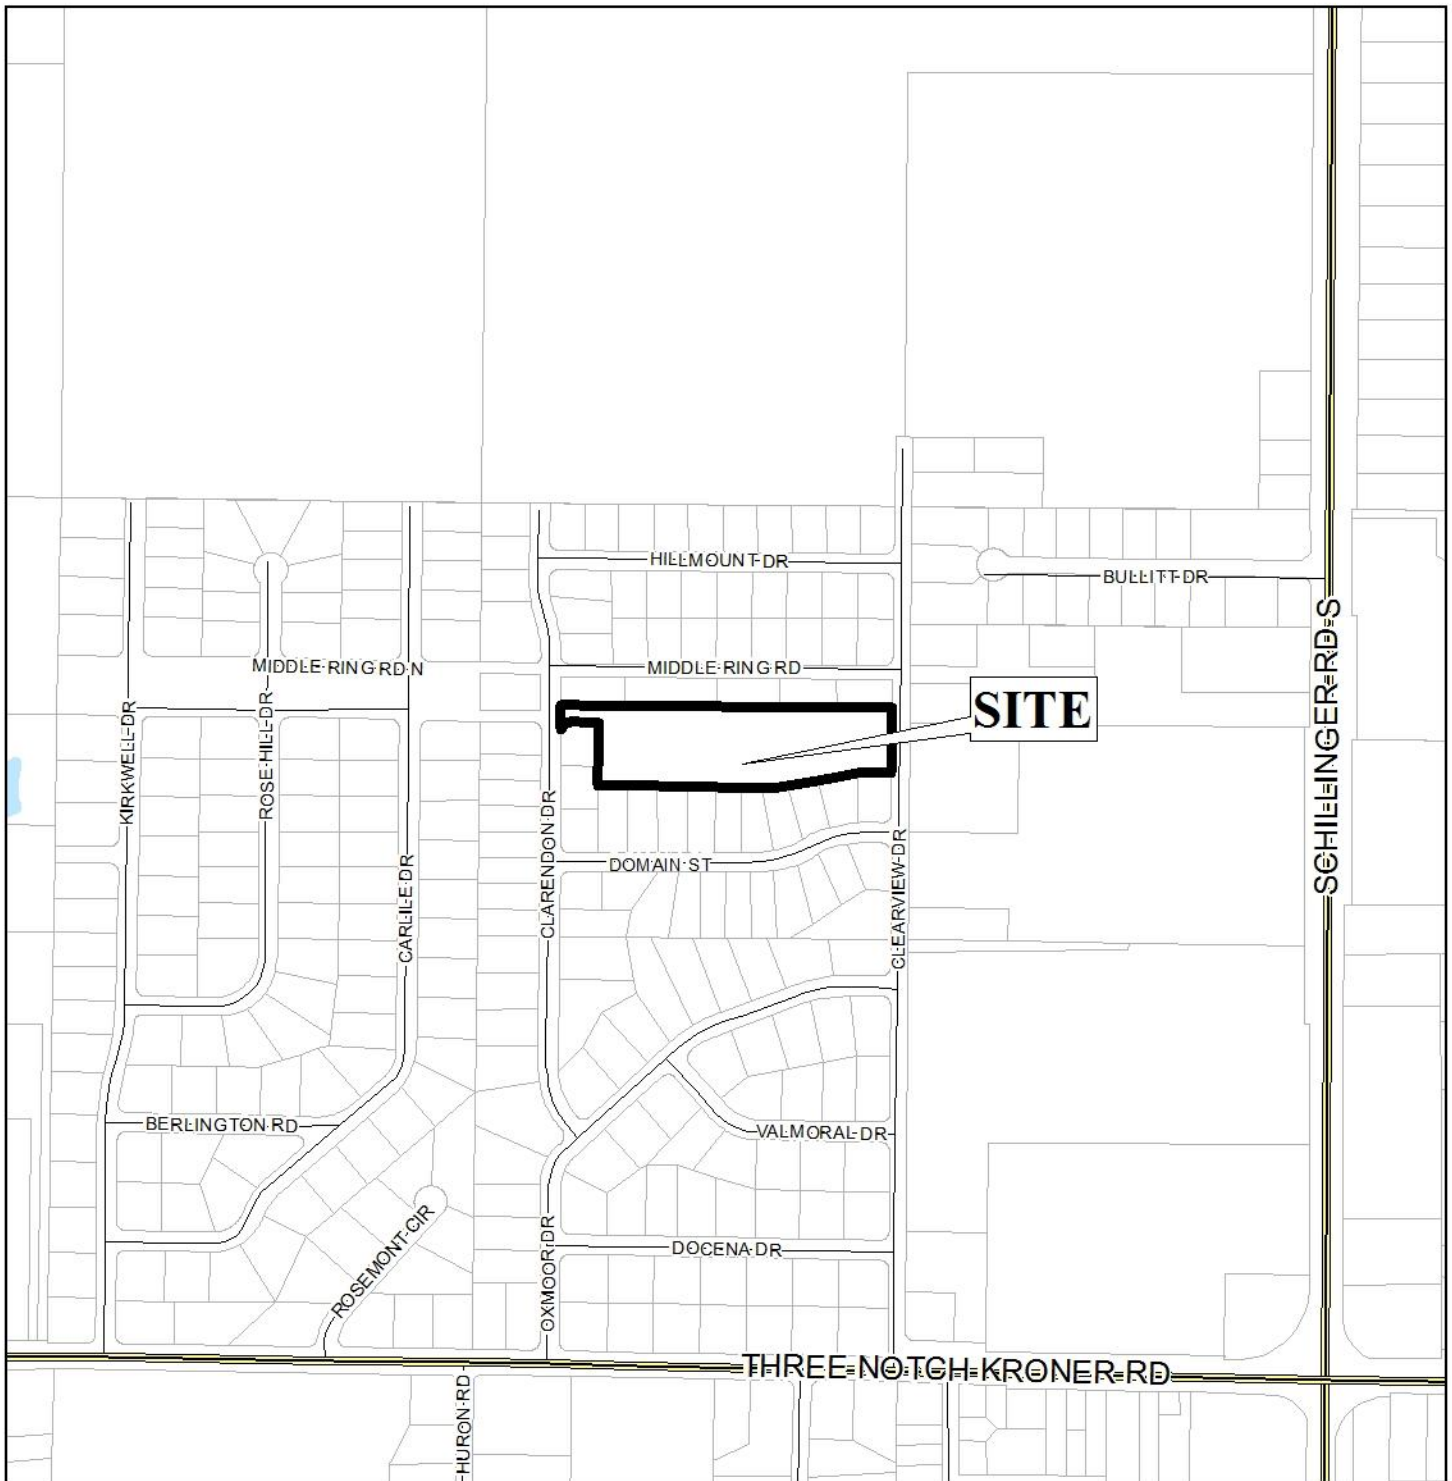 HILLMOUNT DR
BULLITT DR
MIDDLE RING RD N
MIDDLE RING RD
SITE
KIRKWELL DR
ROSE HILL DR
SCHILLINGER RD S
CLARENDON DR
CARLILE DR
DOMAIN ST
CLEARVIEW DR
BERLINGTON RD
VALMORAL DR
ROSEMONT CIR
OXMOOR DR
DOCENA DR
THREE NOTCH KRONER RD
HURON RD